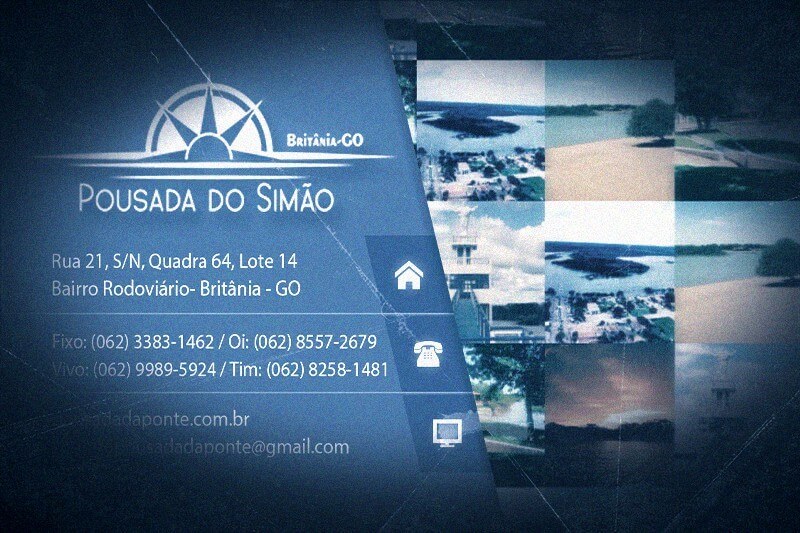 Britânia-GO
Pousada do Simão
Rua 21, S/N, Quadra 64, Lote 14
Bairro Rodoviário- Britânia - GO
Fixo: (062) 3383-1462 / Oi: (062) 8557-2679
Vivo: (062) 9989-5924 / Tim: (062) 8258-1481